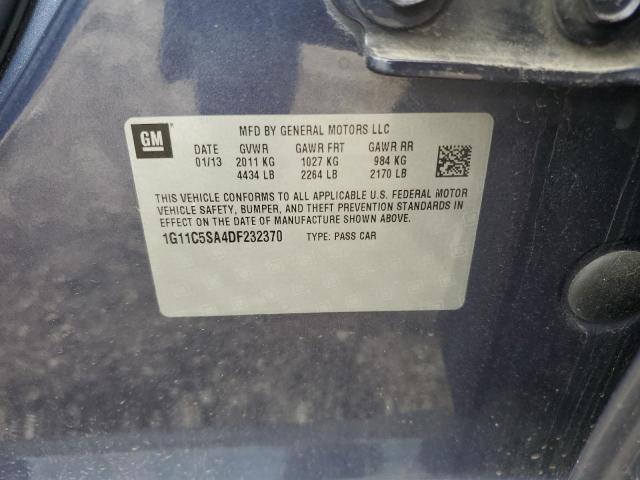 GM
MFD BY GENERAL MOTORS LLC
DATE GVWR GAWR FRT GAWR RR
01/13 2011 KG 1027 KG 984 KG
4434 LB 2264 LB 2170 LB
THIS VEHICLE CONFORMS TO ALL APPLICABLE U.S. FEDERAL MOTOR
VEHICLE SAFETY, BUMPER, AND THEFT PREVENTION STANDARDS IN
EFFECT ON THE DATE OF MANUFACTURE SHOWN ABOVE.
1G11C5SA4DF232370 TYPE: PASS CAR